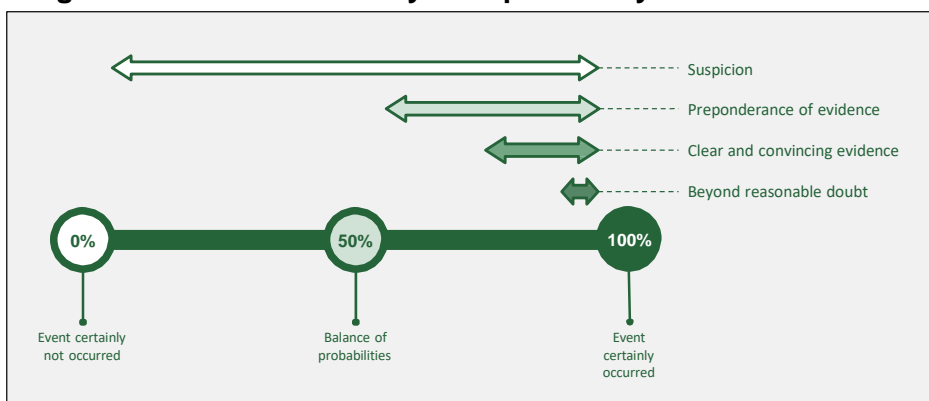 Suspicion
Preponderance of evidence
Clear and convincing evidence
Beyond reasonable doubt
0%
50%
100%
Event certainly
not occurred
Balance of
probabilities
Event
certainly
occurred